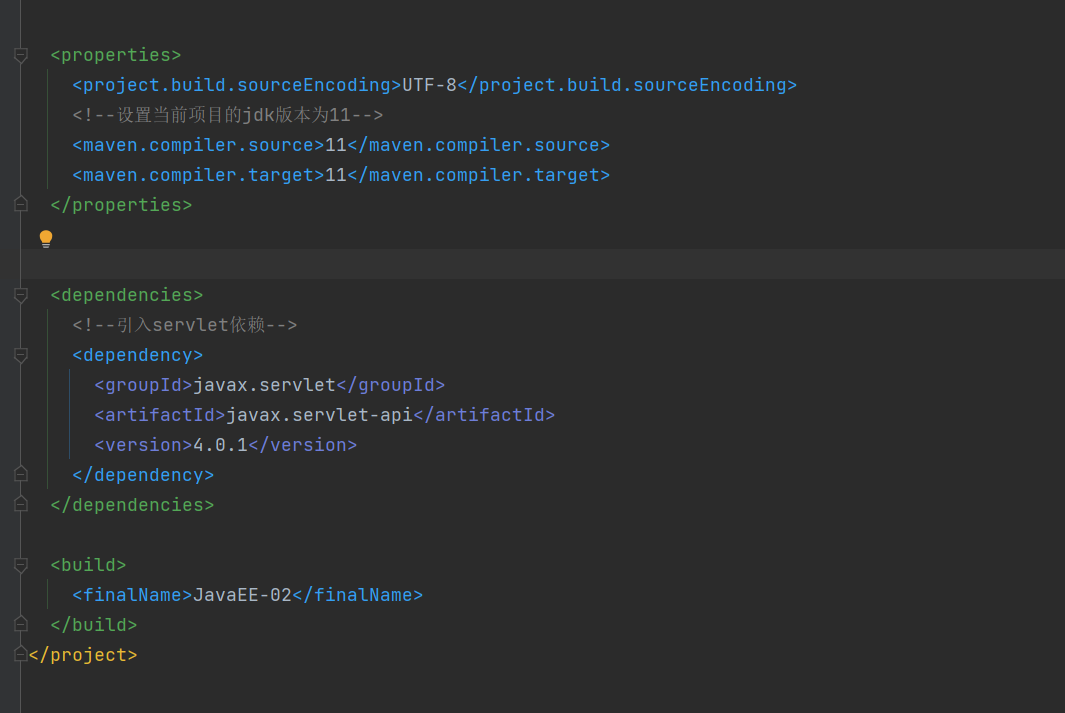 <properties>
<project.build.sourceEncoding>UTF-8</project.build.sourceEncoding>
<!--设置当前项目的jdk版本为11-->
<maven.compiler.source>11</maven.compiler.source>
<maven.compiler.target>11</maven.compiler.target>
</properties>
<dependencies>
<!--引入servlet依赖-->
<dependency>
<groupId>javax.servlet</groupId>
<artifactId>javax.servlet-api</artifactId>
<version>4.0.1</version>
</dependency>
</dependencies>
<build>
<finalName>JavaEE-02</finalName>
</build>
</project>